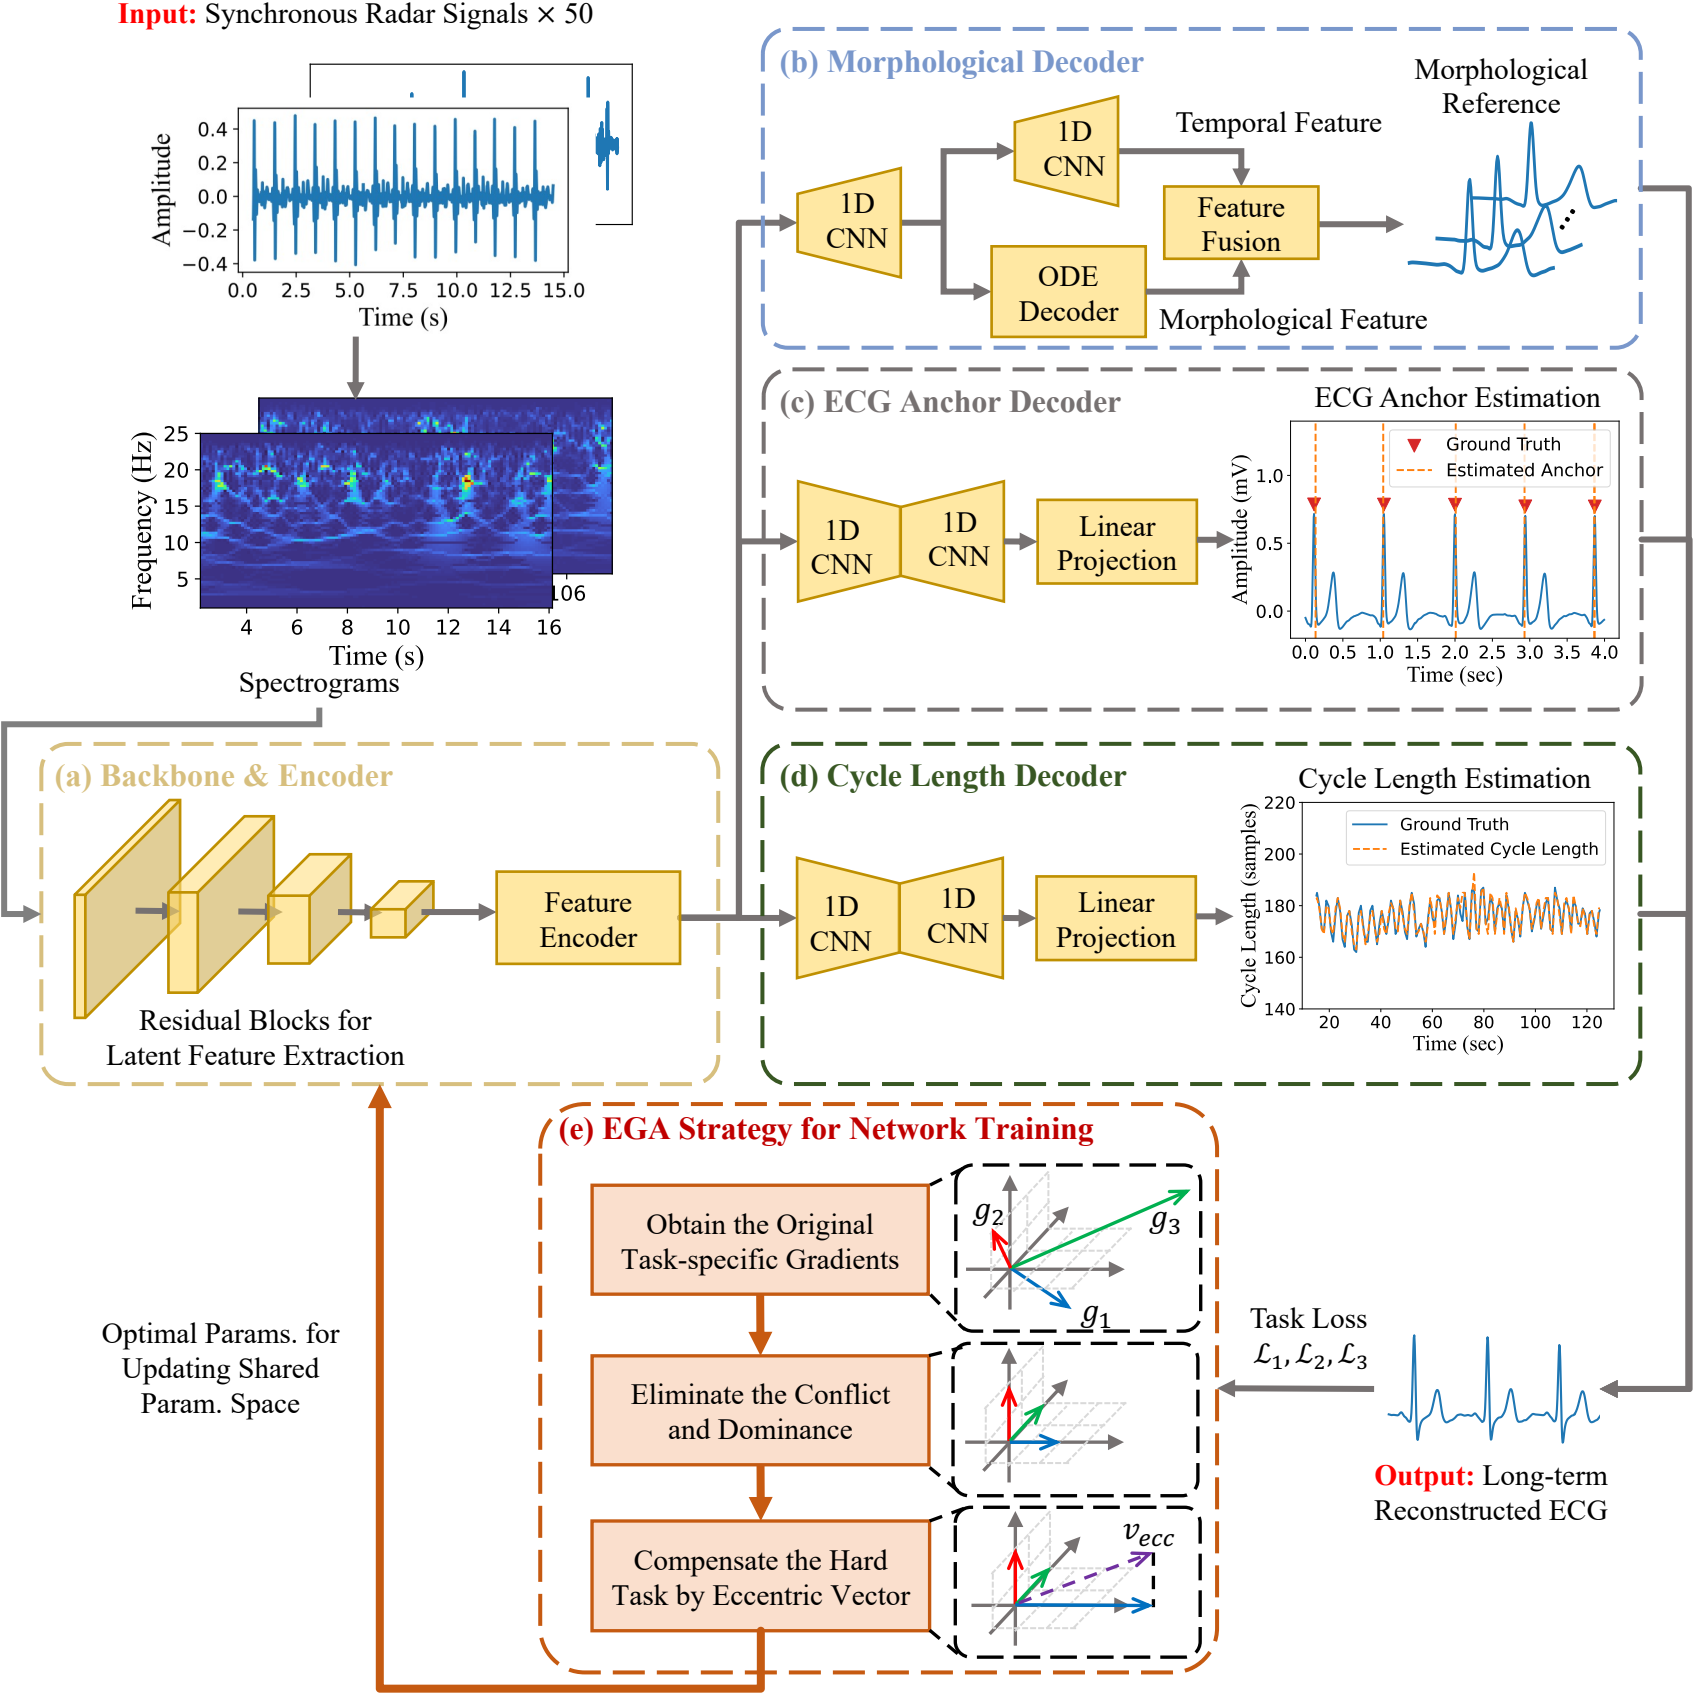 Input: Synchronous Radar Signals × 50
Amplitude
0.4
0.2
0.0
−0.2
−0.4
0.0 2.5 5.0 7.5 10.0 12.5 15.0
Time (s)
Frequency (Hz)
25
20
15
10
5
106
4 6 8 10 12 14 16
Time (s)
Spectrograms
(a) Backbone & Encoder
Feature
Encoder
Residual Blocks for
Latent Feature Extraction
(b) Morphological Decoder
1D
CNN
1D
CNN
Temporal Feature
ODE
Decoder
Morphological Feature
Feature
Fusion
Morphological
Reference
(c) ECG Anchor Decoder
1D
CNN
1D
CNN
Linear
Projection
ECG Anchor Estimation
Ground Truth
Estimated Anchor
Amplitude (mV)
1.0
0.5
0.0
0.0 0.5 1.0 1.5 2.0 2.5 3.0 3.5 4.0
Time (sec)
(d) Cycle Length Decoder
1D
CNN
1D
CNN
Linear
Projection
Cycle Length Estimation
Ground Truth
Estimated Cycle Length
Cycle Length (samples)
220
200
180
160
140
20 40 60 80 100 120
Time (sec)
(e) EGA Strategy for Network Training
Obtain the Original
Task-specific Gradients
g2
g3
g1
Eliminate the Conflict
and Dominance
Compensate the Hard
Task by Eccentric Vector
vecc
Optimal Params. for
Updating Shared
Param. Space
Task Loss
ℒ1, ℒ2, ℒ3
Output: Long-term
Reconstructed ECG